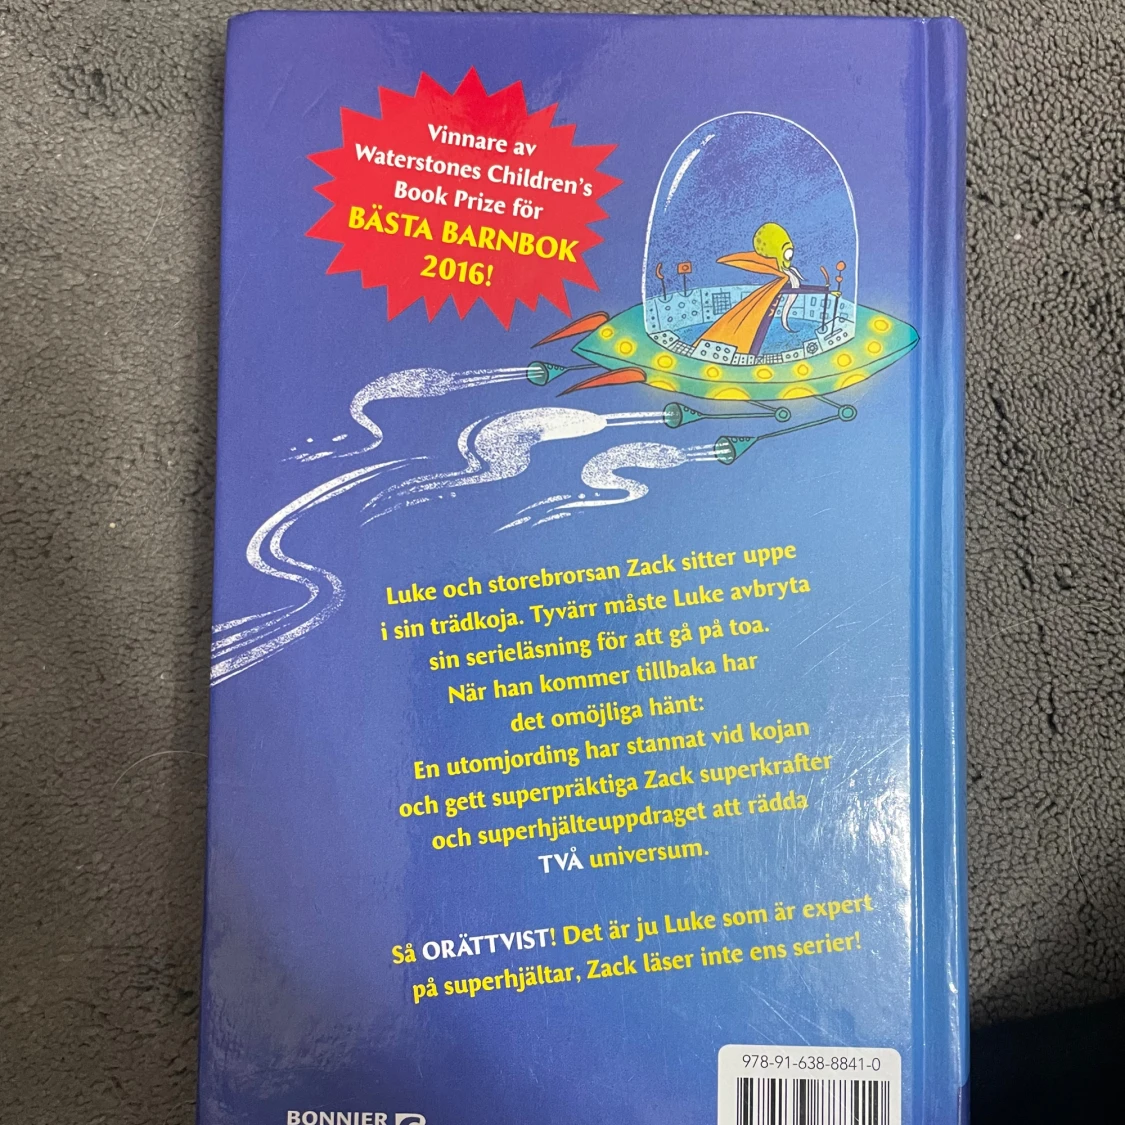 Vinnare av
Waterstones Children's
Book Prize för
BÄSTA BARNBOK
2016!
Luke och storebrorsan Zack sitter uppe
i sin trädkoja. Tyvärr måste Luke avbryta
sin serieläsning för att gå på toa.
När han kommer tillbaka har
det omöjliga hänt:
En utomjording har stannat vid kojan
och gett superpräktiga Zack superkrafter
och superhjälteuppdraget att rädda
TVÅ universum.
Så ORÄTTVIST! Det är ju Luke som är expert
på superhjältar, Zack läser inte ens serier!
978-91-638-8841-0
BONNIER